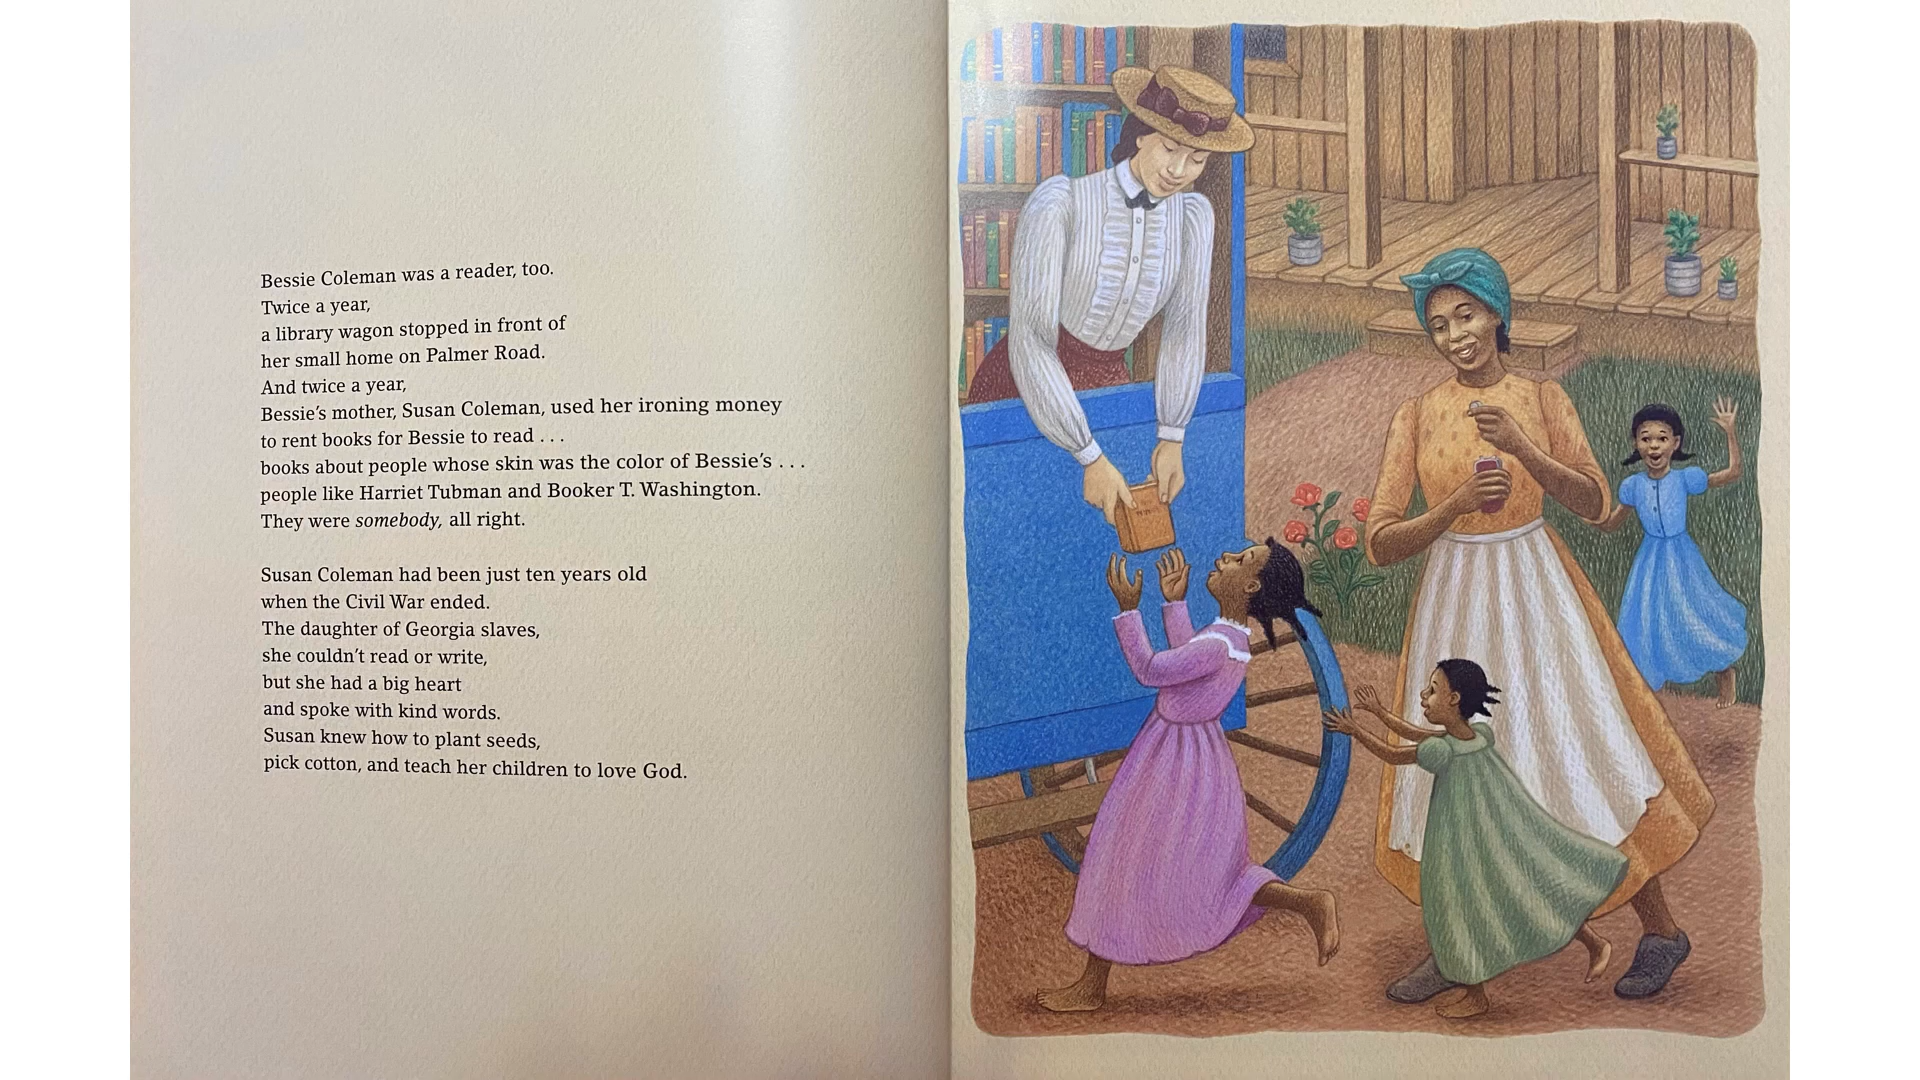 Bessie Coleman was a reader, too.
Twice a year,
a library wagon stopped in front of
her small home on Palmer Road.
And twice a year,
Bessie’s mother, Susan Coleman, used her ironing money
to rent books for Bessie to read . . .
books about people whose skin was the color of Bessie’s . . .
people like Harriet Tubman and Booker T. Washington.
They were somebody, all right.
Susan Coleman had been just ten years old
when the Civil War ended.
The daughter of Georgia slaves,
she couldn’t read or write,
but she had a big heart
and spoke with kind words.
Susan knew how to plant seeds,
pick cotton, and teach her children to love God.